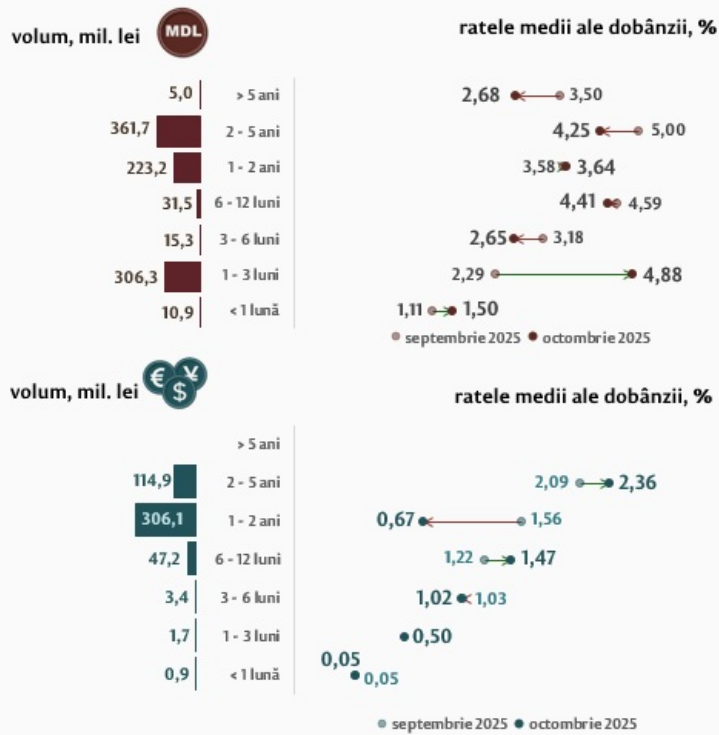 volum, mil. lei MDL ratele medii ale dobânzii, %
5,0 > 5 ani 2,68 3,50
361,7 2 - 5 ani 4,25 5,00
223,2 1 - 2 ani 3,58 3,64
31,5 6 - 12 luni 4,41 4,59
15,3 3 - 6 luni 2,65 3,18
306,3 1 - 3 luni 2,29 4,88
10,9 < 1 lună 1,11 1,50
septembrie 2025 octombrie 2025
volum, mil. lei € ¥ $ ratele medii ale dobânzii, %
> 5 ani
114,9 2 - 5 ani 2,09 2,36
306,1 1 - 2 ani 0,67 1,56
47,2 6 - 12 luni 1,22 1,47
3,4 3 - 6 luni 1,02 1,03
1,7 1 - 3 luni 0,50
0,05
0,9 < 1 lună 0,05
septembrie 2025 octombrie 2025